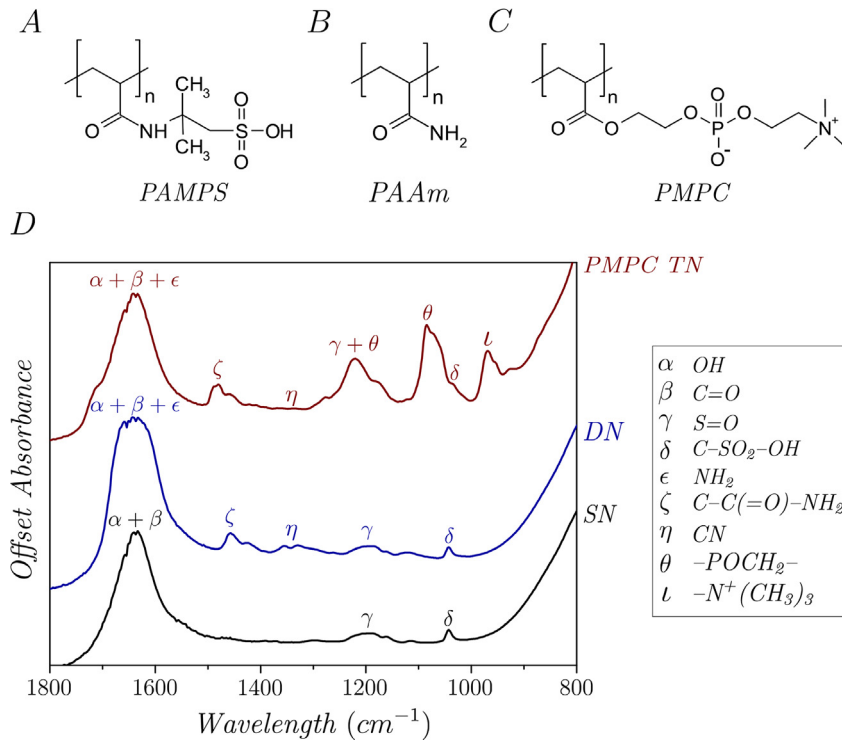 A
B
C
n
O
NH
CH3
CH3
O
S
OH
O
PAMPS
n
O
NH2
PAAm
n
O
O
O
O
P
O-
O
N+
PMPC
D
PMPC TN
α + β + ϵ
ζ
η
γ + θ
θ
δ
ι
DN
α + β + ϵ
ζ
η
γ
δ
SN
α + β
γ
δ
Offset Absorbance
1800 1600 1400 1200 1000 800
Wavelength (cm−1)
α OH
β C=O
γ S=O
δ C–SO2–OH
ϵ NH2
ζ C–C(=O)–NH2
η CN
θ –POCH2–
ι –N+(CH3)3